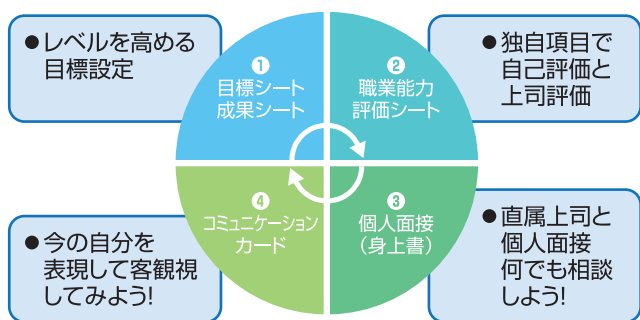 ●レベルを高める
目標設定
❶
目標シート
成果シート
❷
職業能力
評価シート
●独自項目で
自己評価と
上司評価
❹
コミュニケーション
カード
❸
個人面接
（身上書）
●今の自分を
表現して客観視
してみよう!
●直属上司と
個人面接
何でも相談
しよう!